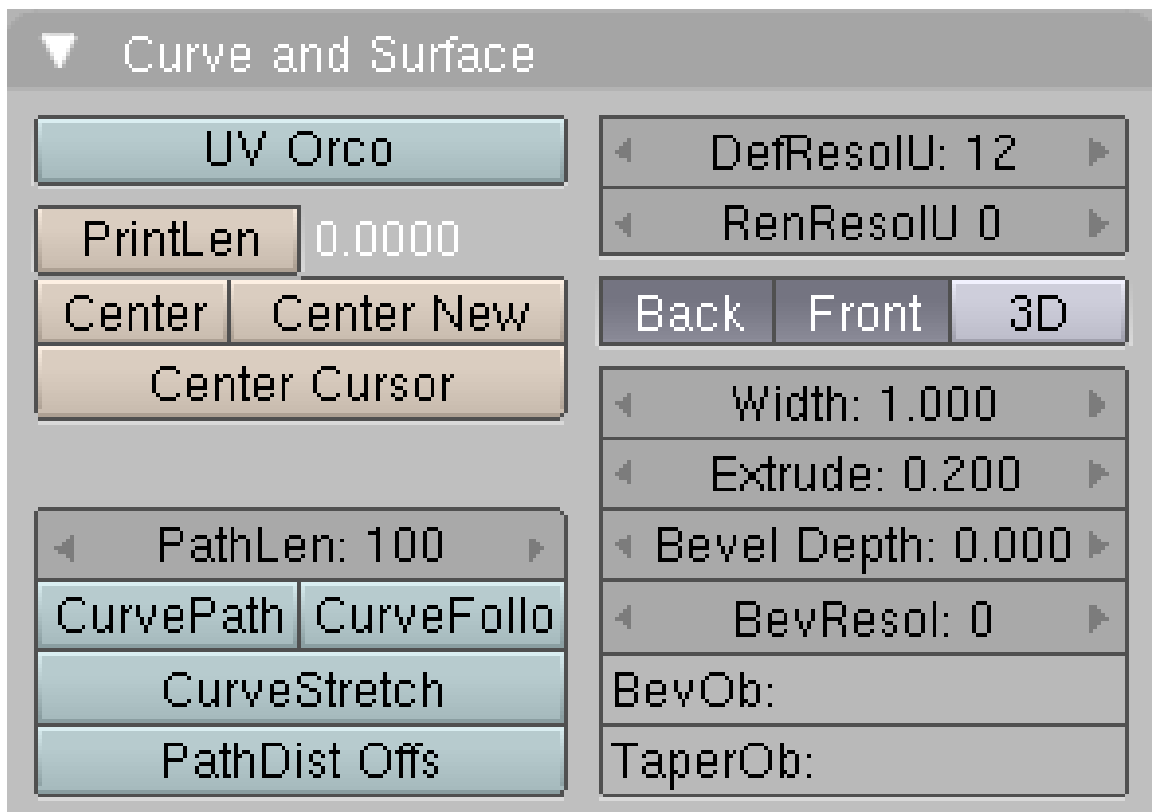 Curve and Surface
UV Orco
PrintLen 0.0000
Center Center New
Center Cursor
PathLen: 100
CurvePath CurveFollo
CurveStretch
PathDist Offs
DefResolU: 12
RenResolU 0
Back Front 3D
Width: 1.000
Extrude: 0.200
Bevel Depth: 0.000
BevResol: 0
BevOb:
TaperOb: